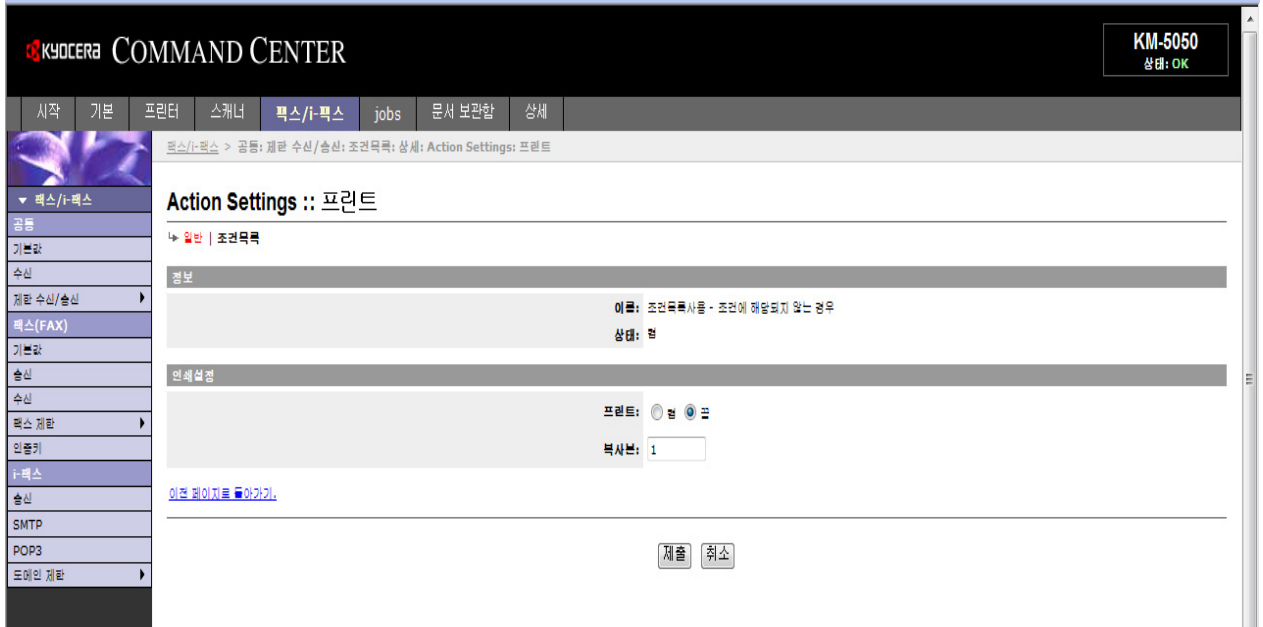 KYOCERA COMMAND CENTER
KM-5050
상태: OK
시작 기본 프린터 스캐너 팩스/i-팩스 jobs 문서 보관함 상세
팩스/i-팩스 > 공통: 제한 수신/송신: 조건목록: 상세: Action Settings: 프린트
▼ 팩스/i-팩스
공통
기본값
수신
제한 수신/송신
팩스(FAX)
기본값
송신
수신
팩스 제한
인증키
i-팩스
송신
SMTP
POP3
도메인 제한
Action Settings :: 프린트
일반 | 조건목록
정보
이름: 조건목록사용 - 조건에 해당되지 않는 경우
상태: 켬
인쇄설정
프린트: 켬 끔
복사본: 1
이전 페이지로 돌아가기.
제출 취소